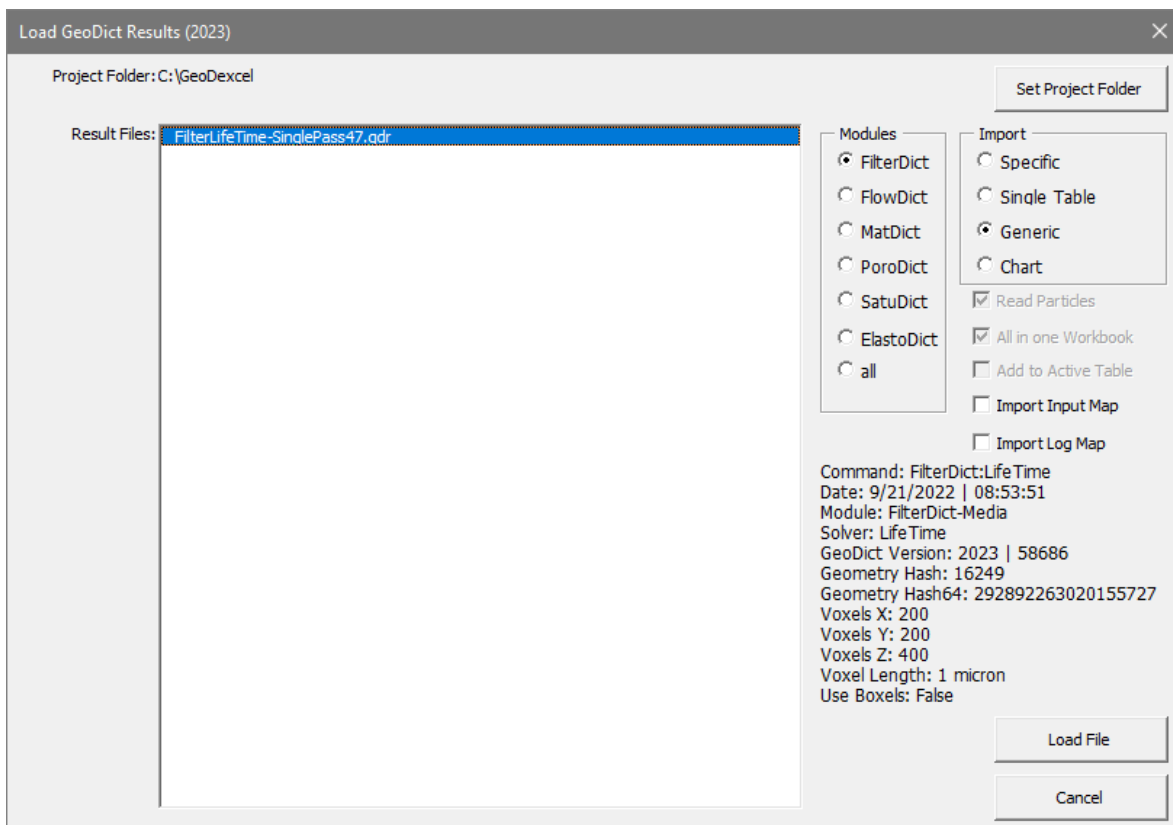 Load GeoDict Results (2023)
Project Folder: C:\GeoDexcel
Set Project Folder
Result Files:
FilterLifeTime-SinglePass47.gdr
Modules
FilterDict
FlowDict
MatDict
PoroDict
SatuDict
ElastoDict
all
Import
Specific
Single Table
Generic
Chart
Read Particles
All in one Workbook
Add to Active Table
Import Input Map
Import Log Map
Command: FilterDict:LifeTime
Date: 9/21/2022 | 08:53:51
Module: FilterDict-Media
Solver: LifeTime
GeoDict Version: 2023 | 58686
Geometry Hash: 16249
Geometry Hash64: 292892263020155727
Voxels X: 200
Voxels Y: 200
Voxels Z: 400
Voxel Length: 1 micron
Use Boxels: False
Load File
Cancel